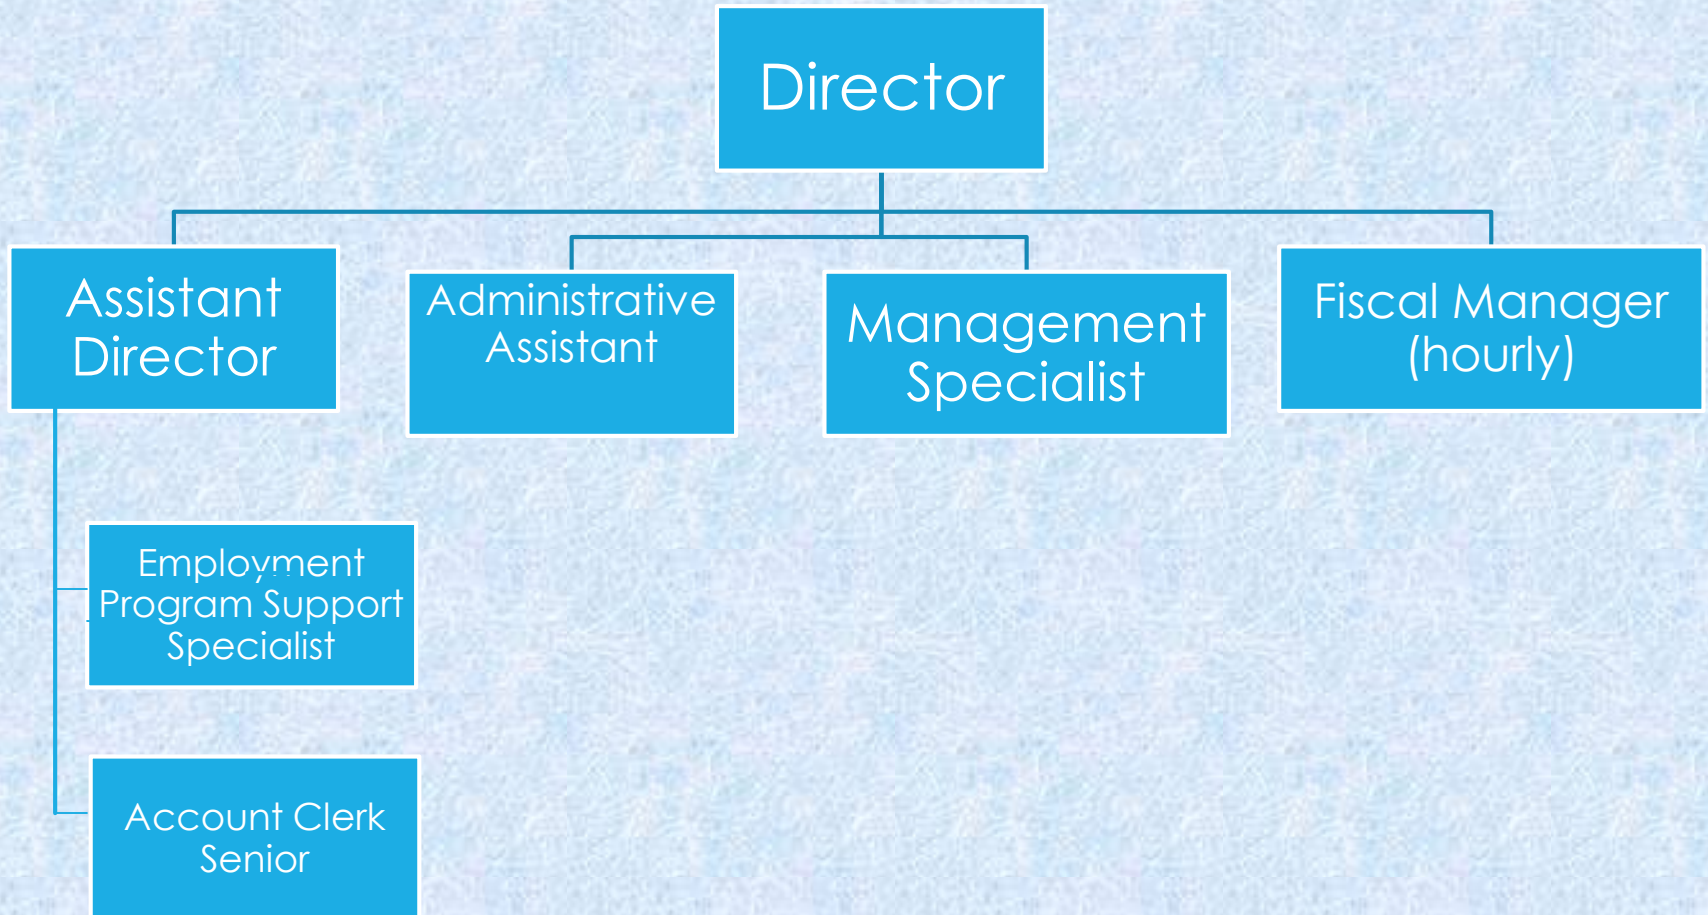 Director
Assistant
Director
Administrative
Assistant
Management
Specialist
Fiscal Manager
(hourly)
Employment
Program Support
Specialist
Account Clerk
Senior